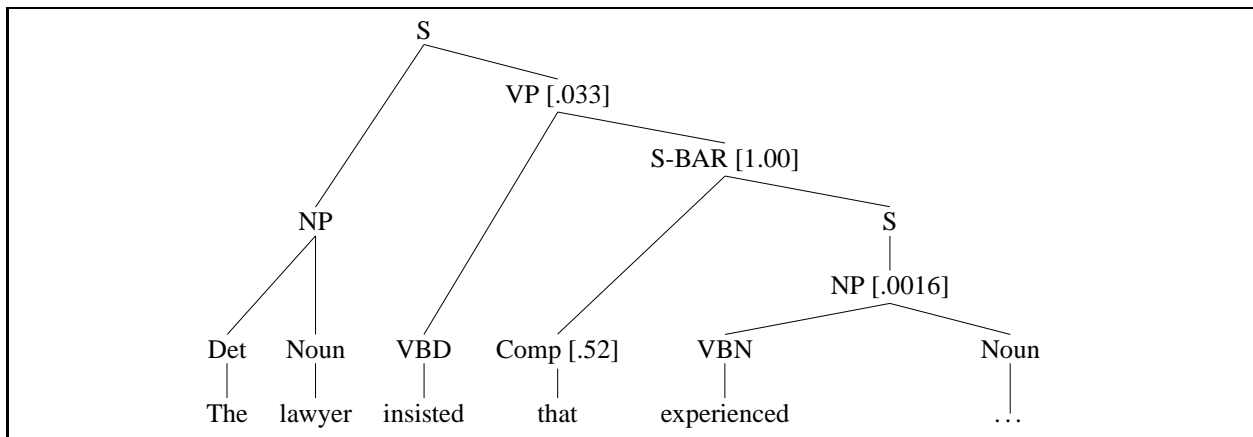 S
VP [.033]
S-BAR [1.00]
NP S
NP [.0016]
Det Noun VBD Comp [.52] VBN Noun
The lawyer insisted that experienced ...